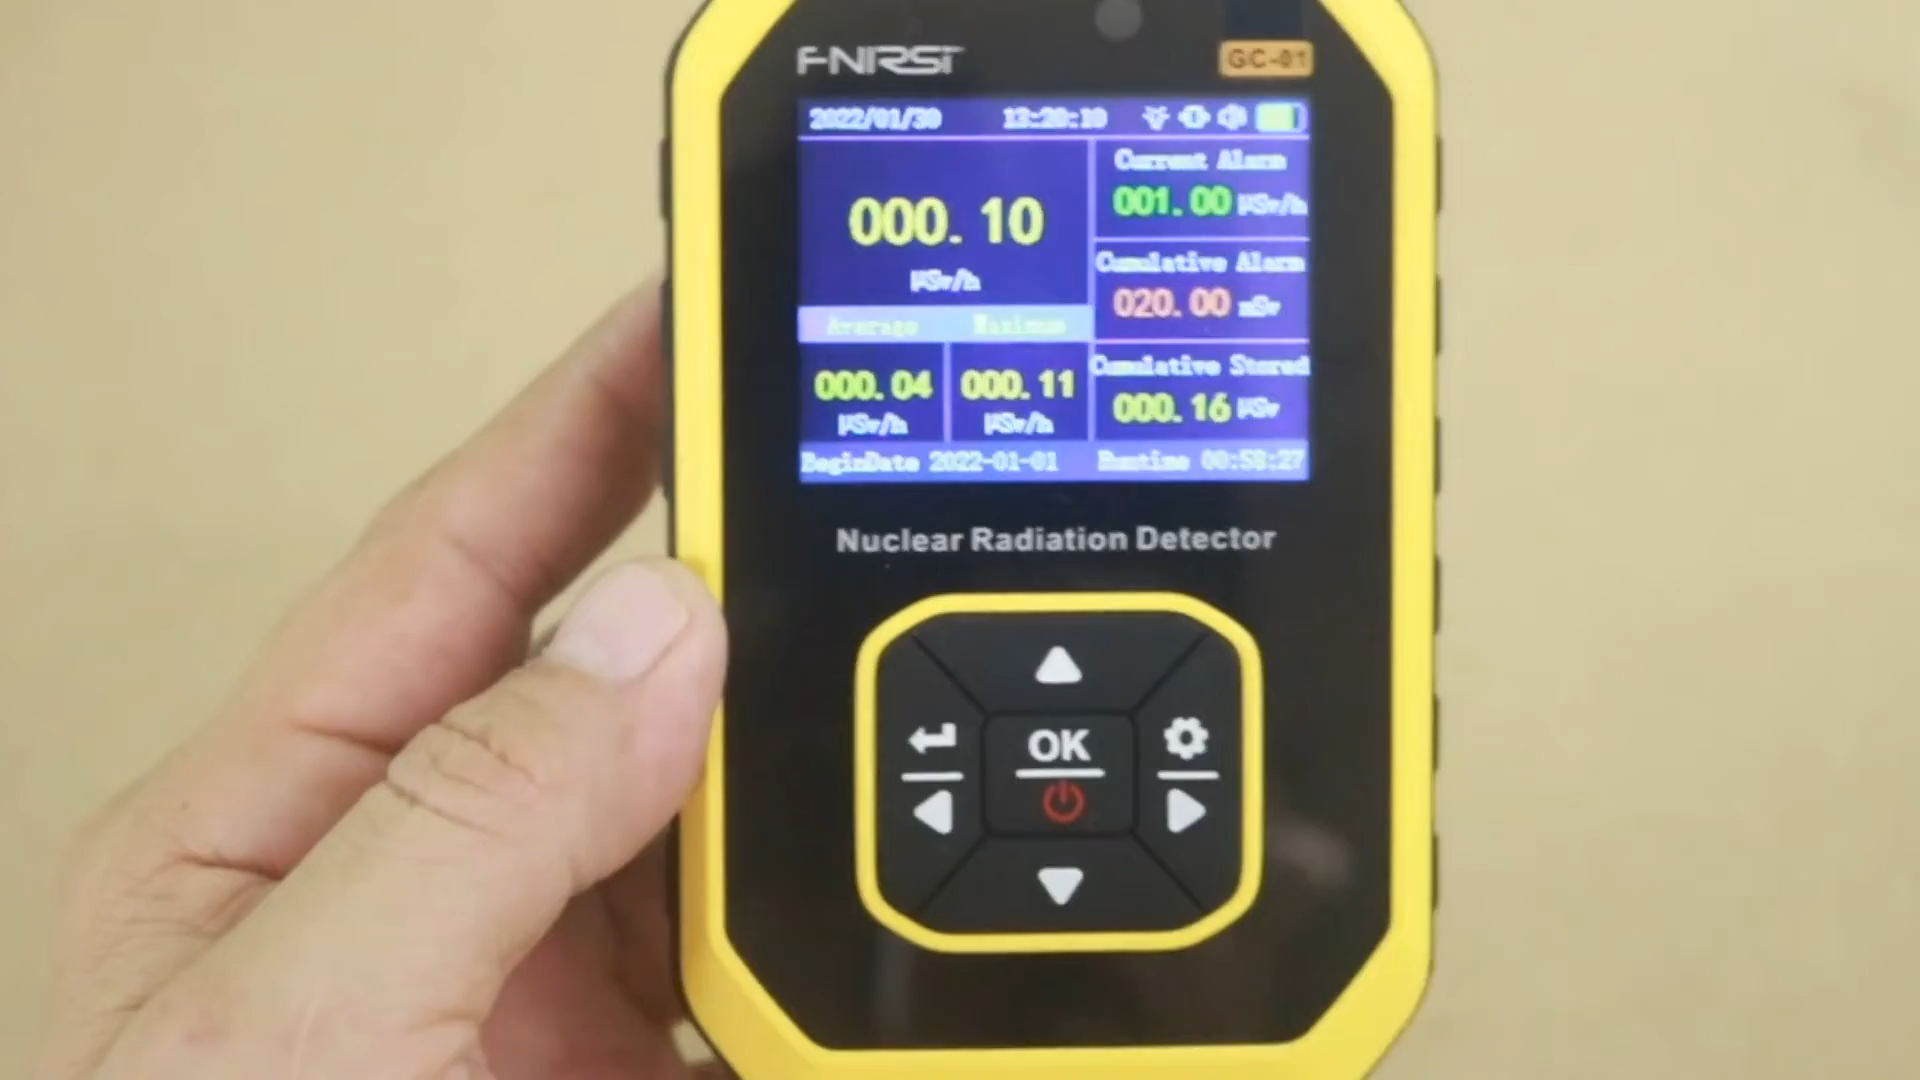 FNIRSI GC-01
2022/01/30 13:20:10
000.10
µSv/h
Average Maximum
000.04 000.11
µSv/h µSv/h
Current Alarm
001.00 µSv/h
Cumulative Alarm
020.00 mSv
Cumulative Stored
000.16 µSv
BeginDate 2022-01-01 Runtime 00:58:27
Nuclear Radiation Detector
OK